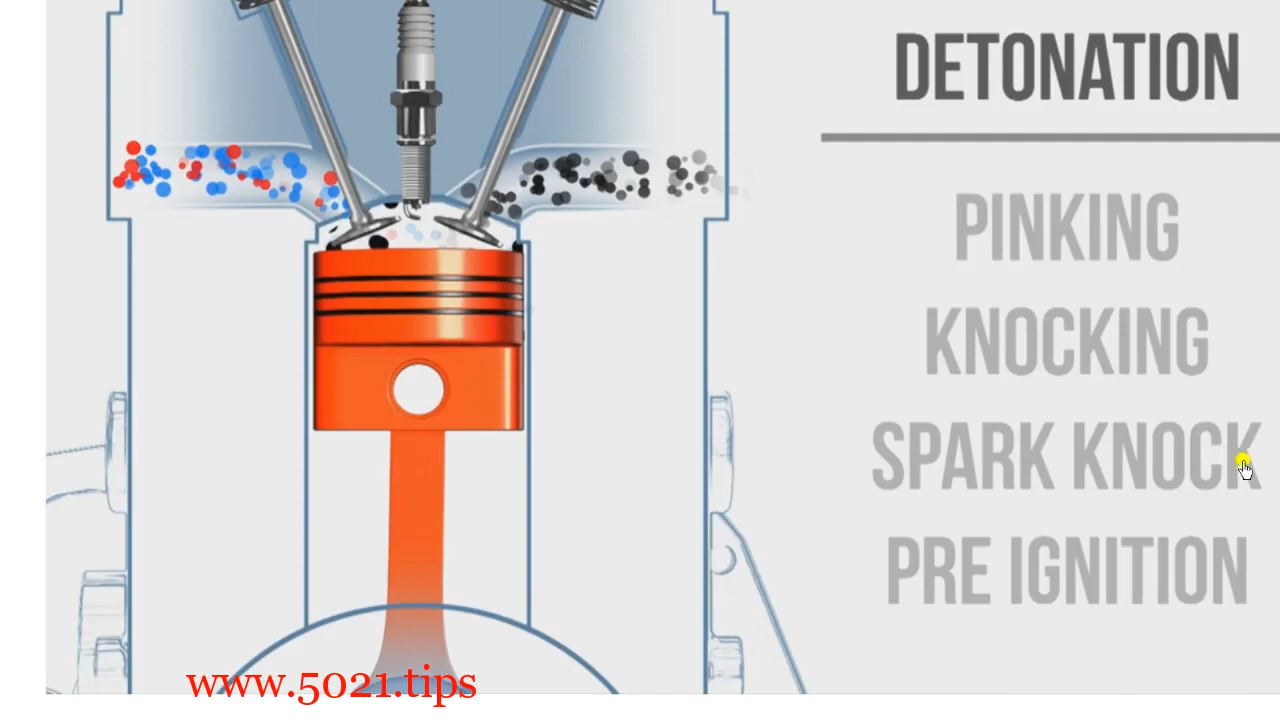 DETONATION
PINKING
KNOCKING
SPARK KNOCK
PRE IGNITION
www.5021.tips